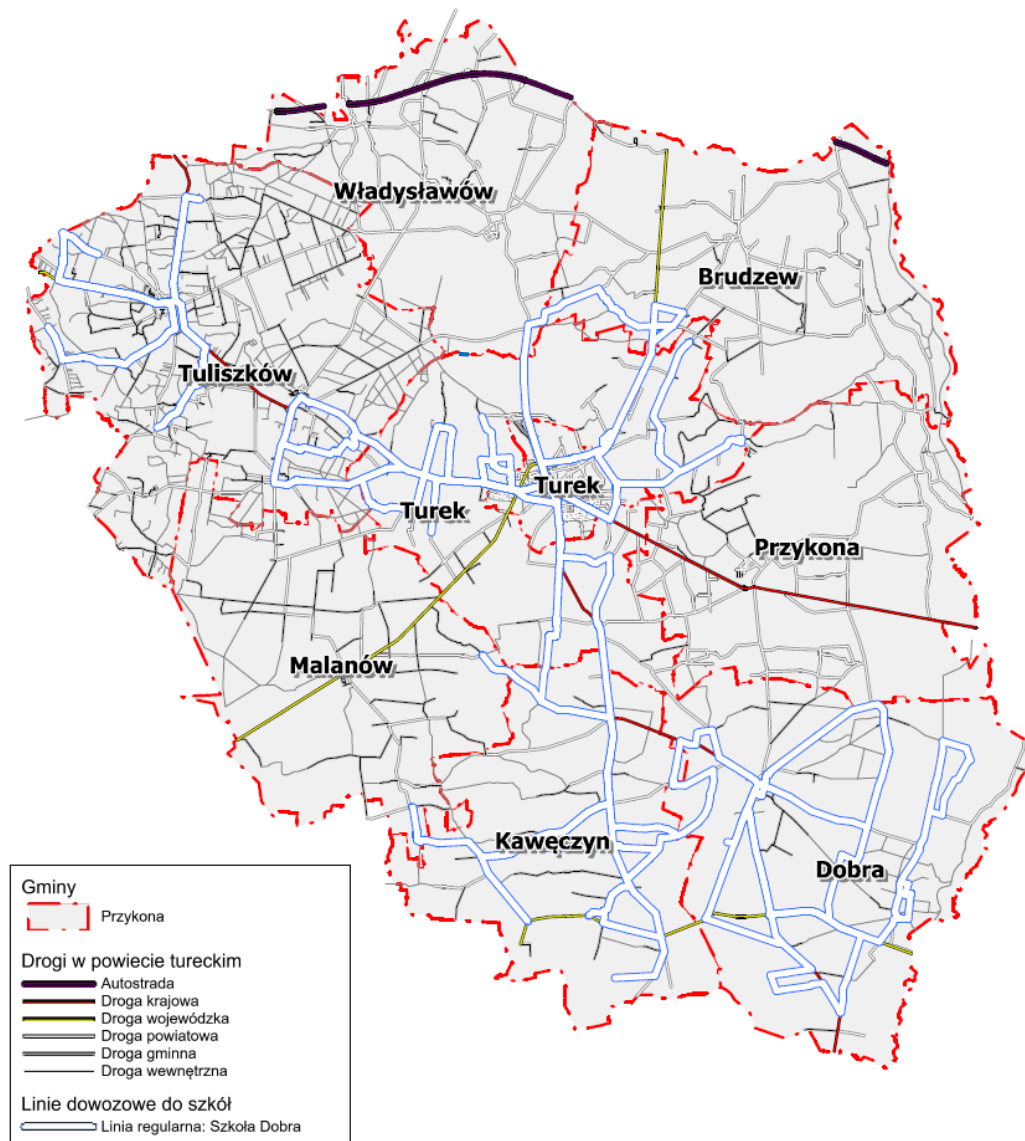 Władysławów
Brudzew
Tuliszków
Turek
Turek
Przykona
Malanów
Kawęczyn
Dobra
Gminy
Przykona
Drogi w powiecie tureckim
Autostrada
Droga krajowa
Droga wojewódzka
Droga powiatowa
Droga gminna
Droga wewnętrzna
Linie dowozowe do szkół
Linia regularna: Szkoła Dobra